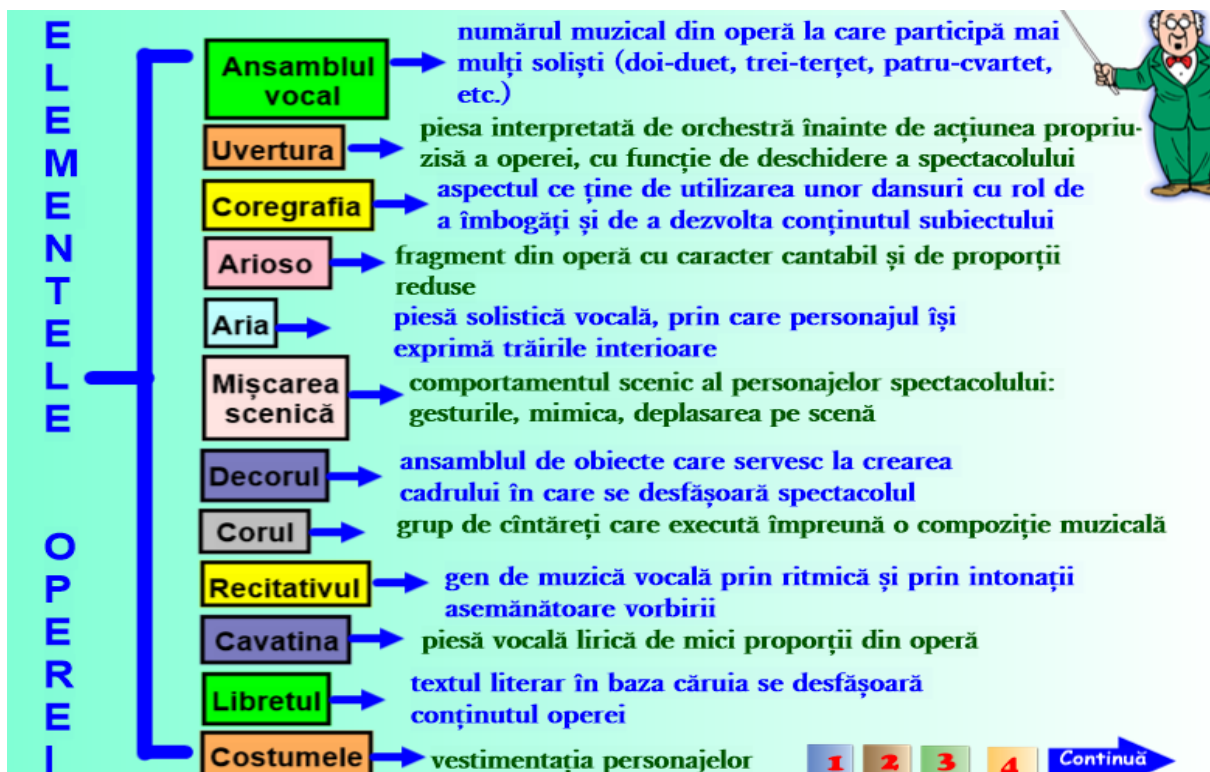 ELEMENTELE OPEREI
Ansamblul
vocal
numărul muzical din operă la care participă mai
mulți soliști (doi-duet, trei-terțet, patru-cvartet,
etc.)
Uvertura
piesa interpretată de orchestră înainte de acțiunea propriu-
zisă a operei, cu funcție de deschidere a spectacolului
Coregrafia
aspectul ce ține de utilizarea unor dansuri cu rol de
a îmbogăți și de a dezvolta conținutul subiectului
Arioso
fragment din operă cu caracter cantabil și de proporții
reduse
Aria
piesă solistică vocală, prin care personajul își
exprimă trăirile interioare
Mișcarea
scenică
comportamentul scenic al personajelor spectacolului:
gesturile, mimica, deplasarea pe scenă
Decorul
ansamblul de obiecte care servesc la crearea
cadrului în care se desfășoară spectacolul
Corul
grup de cîntăreți care execută împreună o compoziție muzicală
Recitativul
gen de muzică vocală prin ritmică și prin intonații
asemănătoare vorbirii
Cavatina
piesă vocală lirică de mici proporții din operă
Libretul
textul literar în baza căruia se desfășoară
conținutul operei
Costumele
vestimentația personajelor
1 2 3 4
Continuă